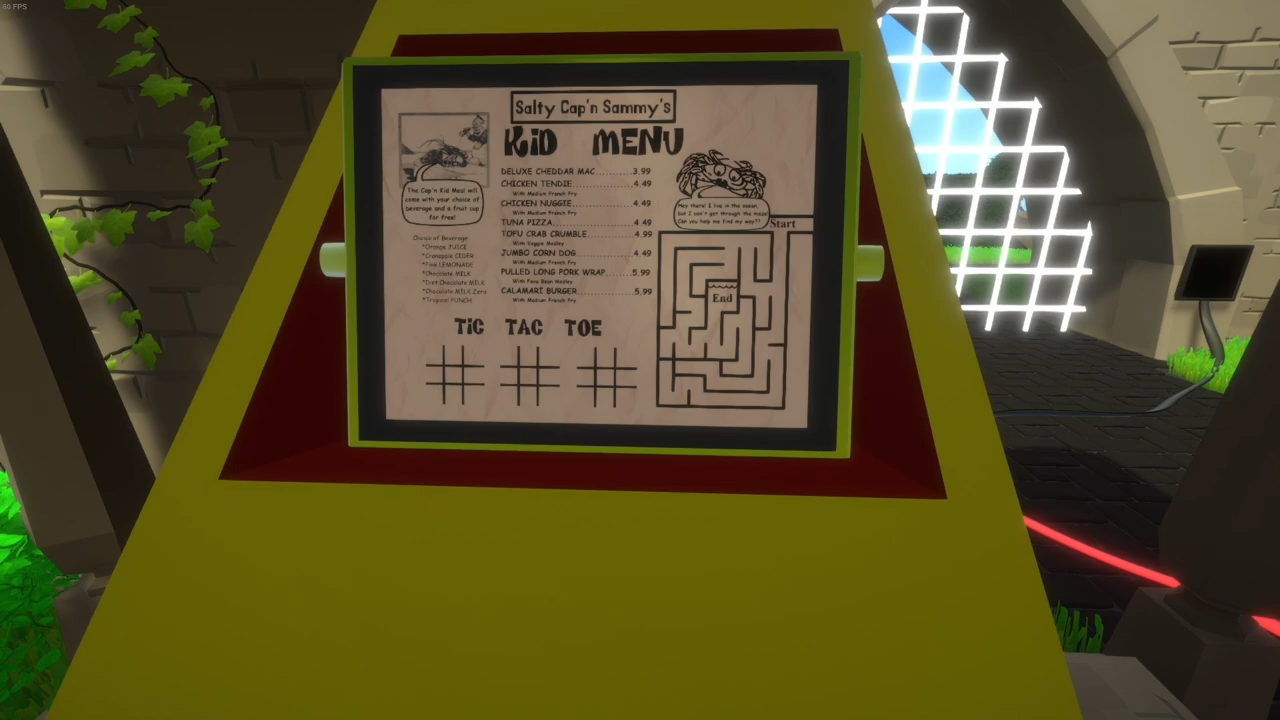 60 FPS
Salty Cap'n Sammy's
KiD MENU
The Cap'n Kid Meal will
come with your choice of
beverage and a fruit cup
for free!
Choice of Beverage:
*Orange JUICE
*Cranapple CIDER
*Pink LEMONADE
*Chocolate MILK
*Diet Chocolate MILK
*Chocolate MILK Zero
*Tropical PUNCH
DELUXE CHEDDAR MAC 3.99
CHICKEN TENDIE 4.49
With Medium French Fry
CHICKEN NUGGIE 4.49
With Medium French Fry
TUNA PIZZA 4.49
TOFU CRAB CRUMBLE 4.99
With Veggie Medley
JUMBO CORN DOG 4.49
With Medium French Fry
PULLED LONG PORK WRAP 5.99
With Fava Bean Medley
CALAMARI BURGER 5.99
With Medium French Fry
Hey there! I live in the ocean,
but I can't get through the maze!
Can you help me find my way??
Start
End
TiC TAC TOE